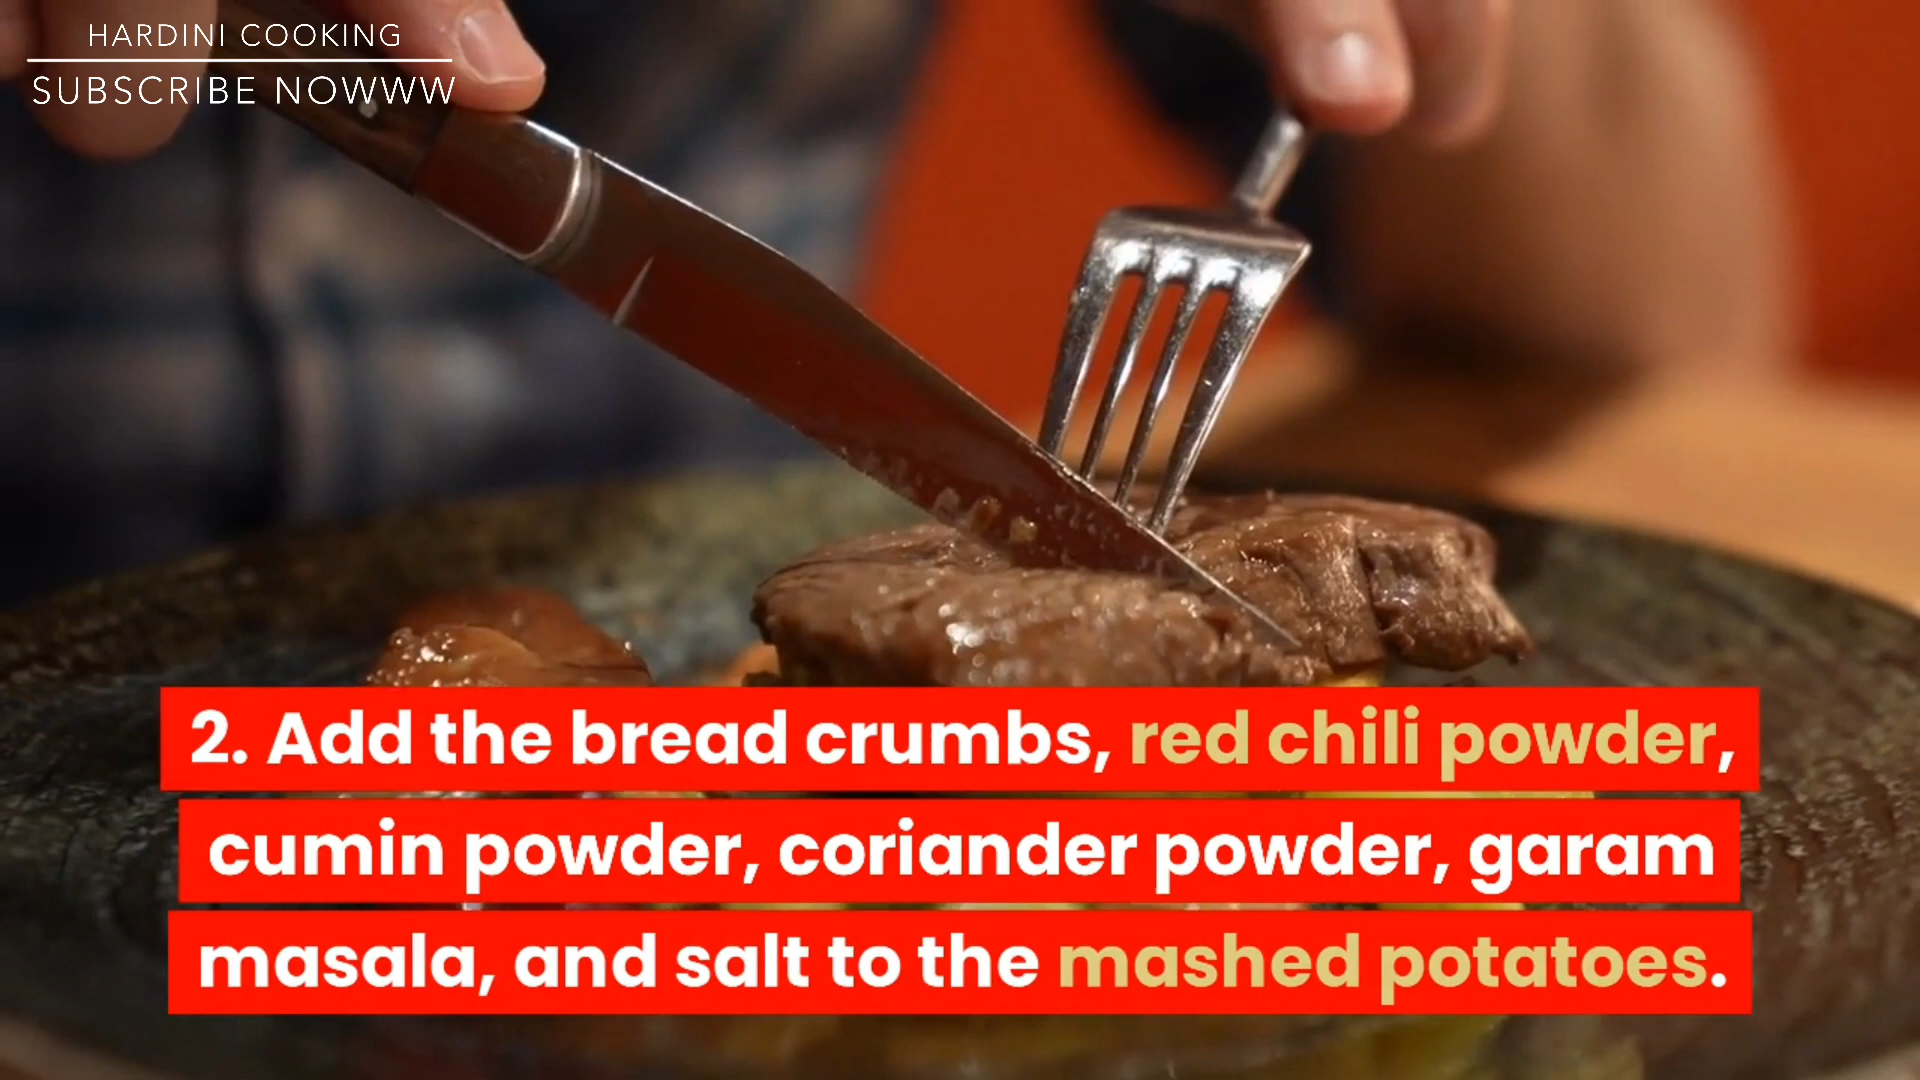 HARDINI COOKING
SUBSCRIBE NOWWW
2. Add the bread crumbs, red chili powder,
cumin powder, coriander powder, garam
masala, and salt to the mashed potatoes.